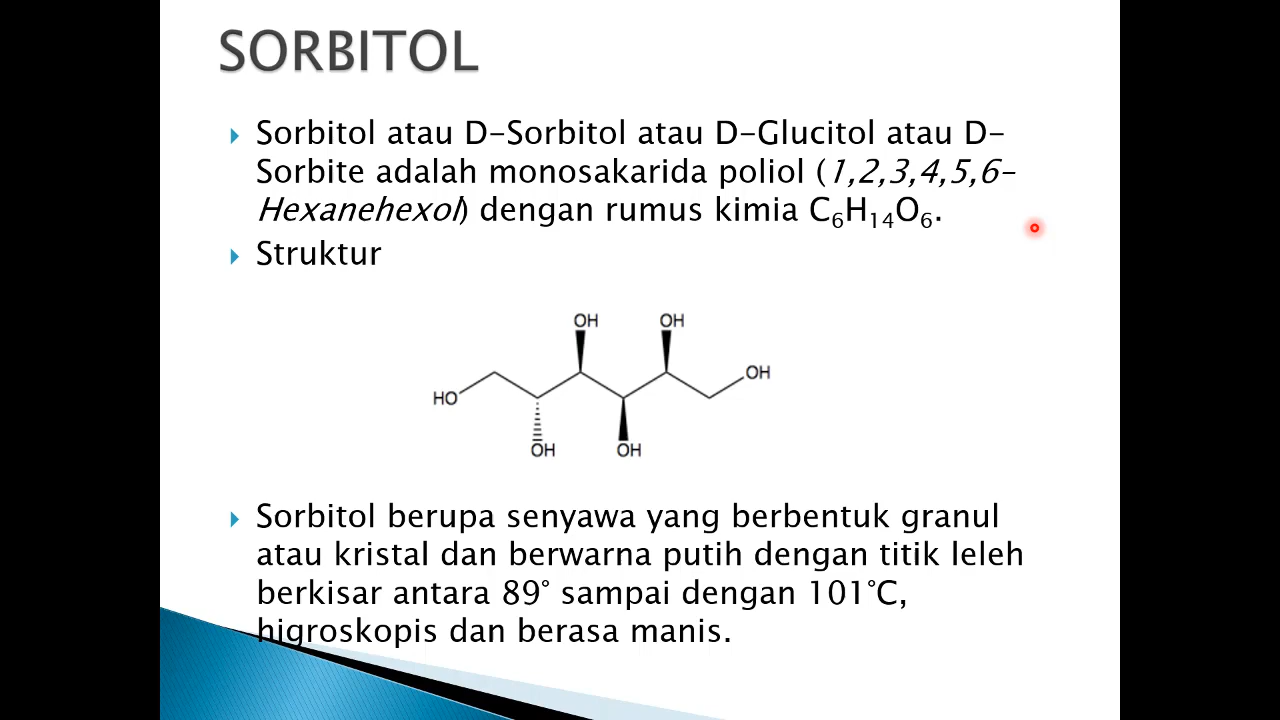 SORBITOL
Sorbitol atau D-Sorbitol atau D-Glucitol atau D-
Sorbite adalah monosakarida poliol (1,2,3,4,5,6-
Hexanehexol) dengan rumus kimia C₆H₁₄O₆.
Struktur
OH OH
HO OH
OH OH
Sorbitol berupa senyawa yang berbentuk granul
atau kristal dan berwarna putih dengan titik leleh
berkisar antara 89° sampai dengan 101°C,
higroskopis dan berasa manis.